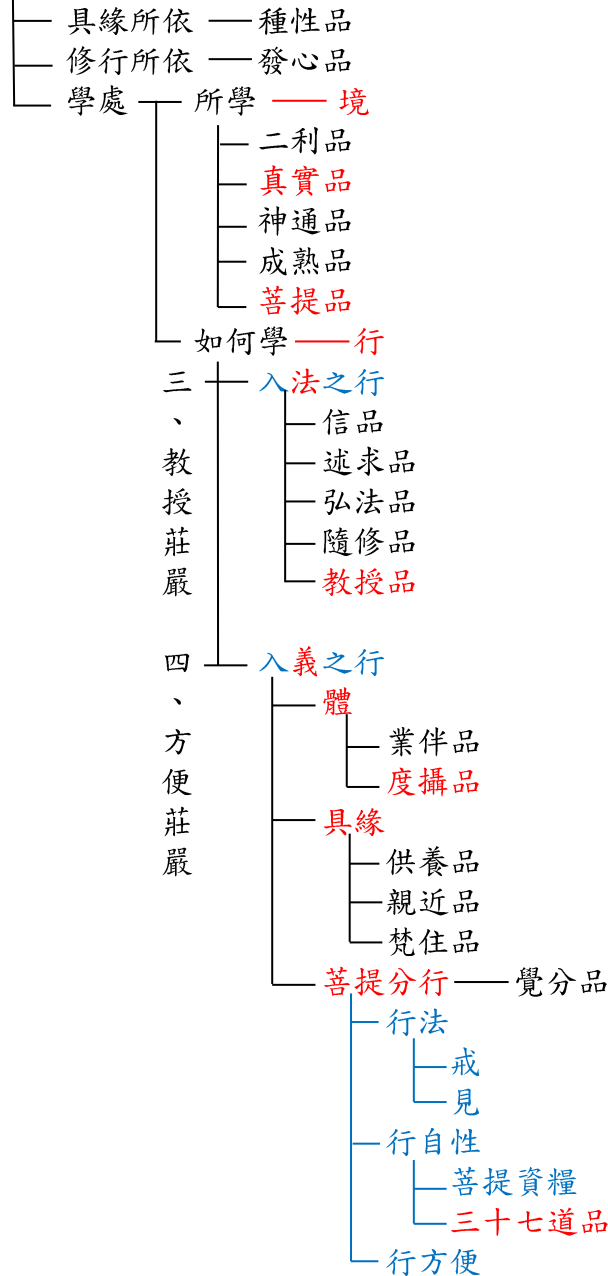 具緣所依 種性品
修行所依 發心品
學處 所學 境
二利品
真實品
神通品
成熟品
菩提品
如何學 行
三、教授莊嚴
入法之行
信品
述求品
弘法品
隨修品
教授品
四、方便莊嚴
入義之行
體
業伴品
度攝品
具緣
供養品
親近品
梵住品
菩提分行 覺分品
行法
戒
見
行自性
菩提資糧
三十七道品
行方便